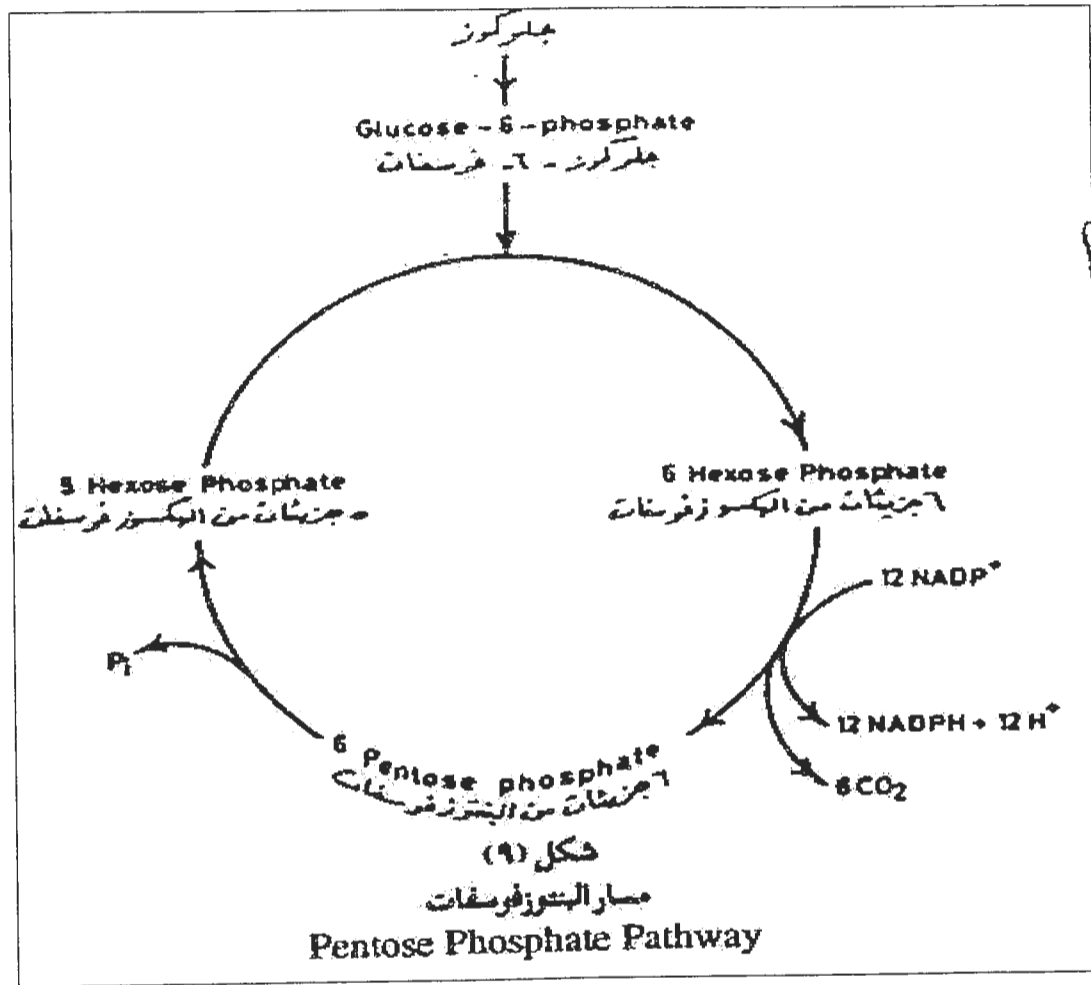 جلوكوز
Glucose - 6 - phosphate
جلوكوز - ٦ - فوسفات
5 Hexose Phosphate
٥ جزيئات من الهكسوز فوسفات
6 Hexose Phosphate
٦ جزيئات من الهكسوز فوسفات
12 NADP+
Pi
12 NADPH + 12 H+
6 CO2
6 Pentose phosphate
٦ جزيئات من البنتوز فوسفات
شكل (٩)
مسار البنتوز فوسفات
Pentose Phosphate Pathway